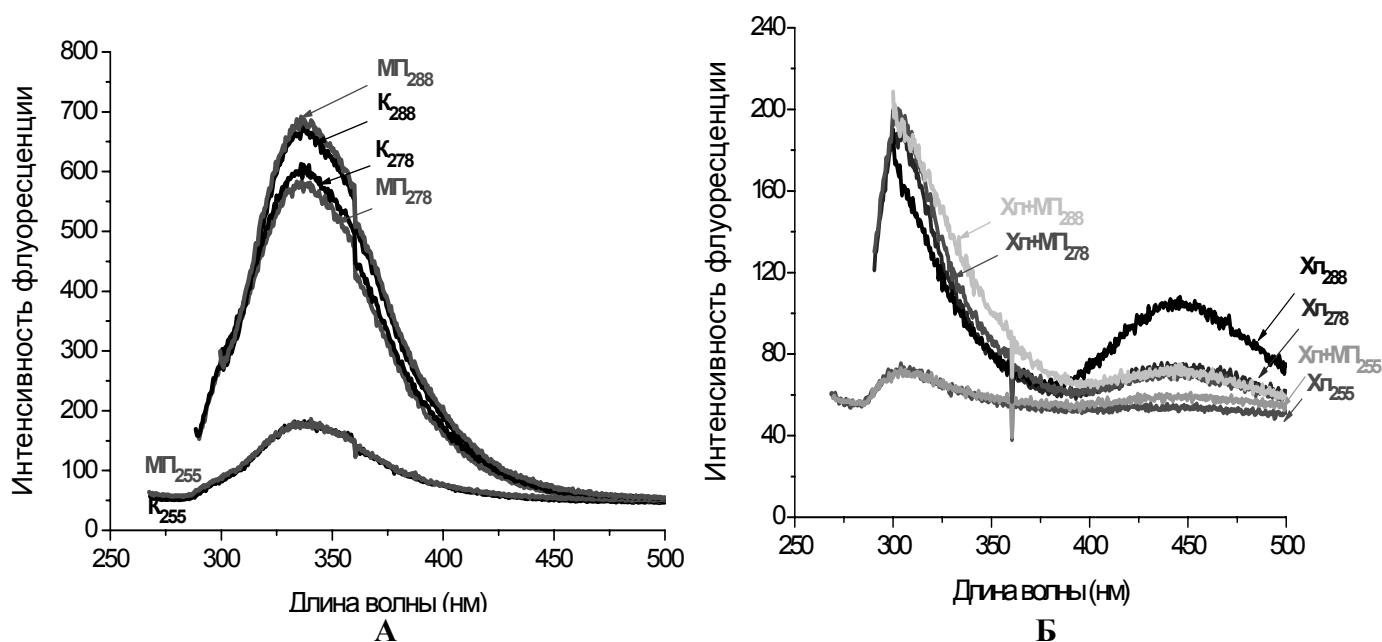 Интенсивность флуоресценции
800
700
600
500
400
300
200
100
0
МП288
К288
К278
МП278
МП255
К255
250
300
350
400
450
500
Длина волны (нм)
А
Интенсивность флуоресценции
240
200
160
120
80
40
0
Хл+МП288
Хл+МП278
Хл288
Хл278
Хл+МП255
Хл255
250
300
350
400
450
500
Длина волны (нм)
Б